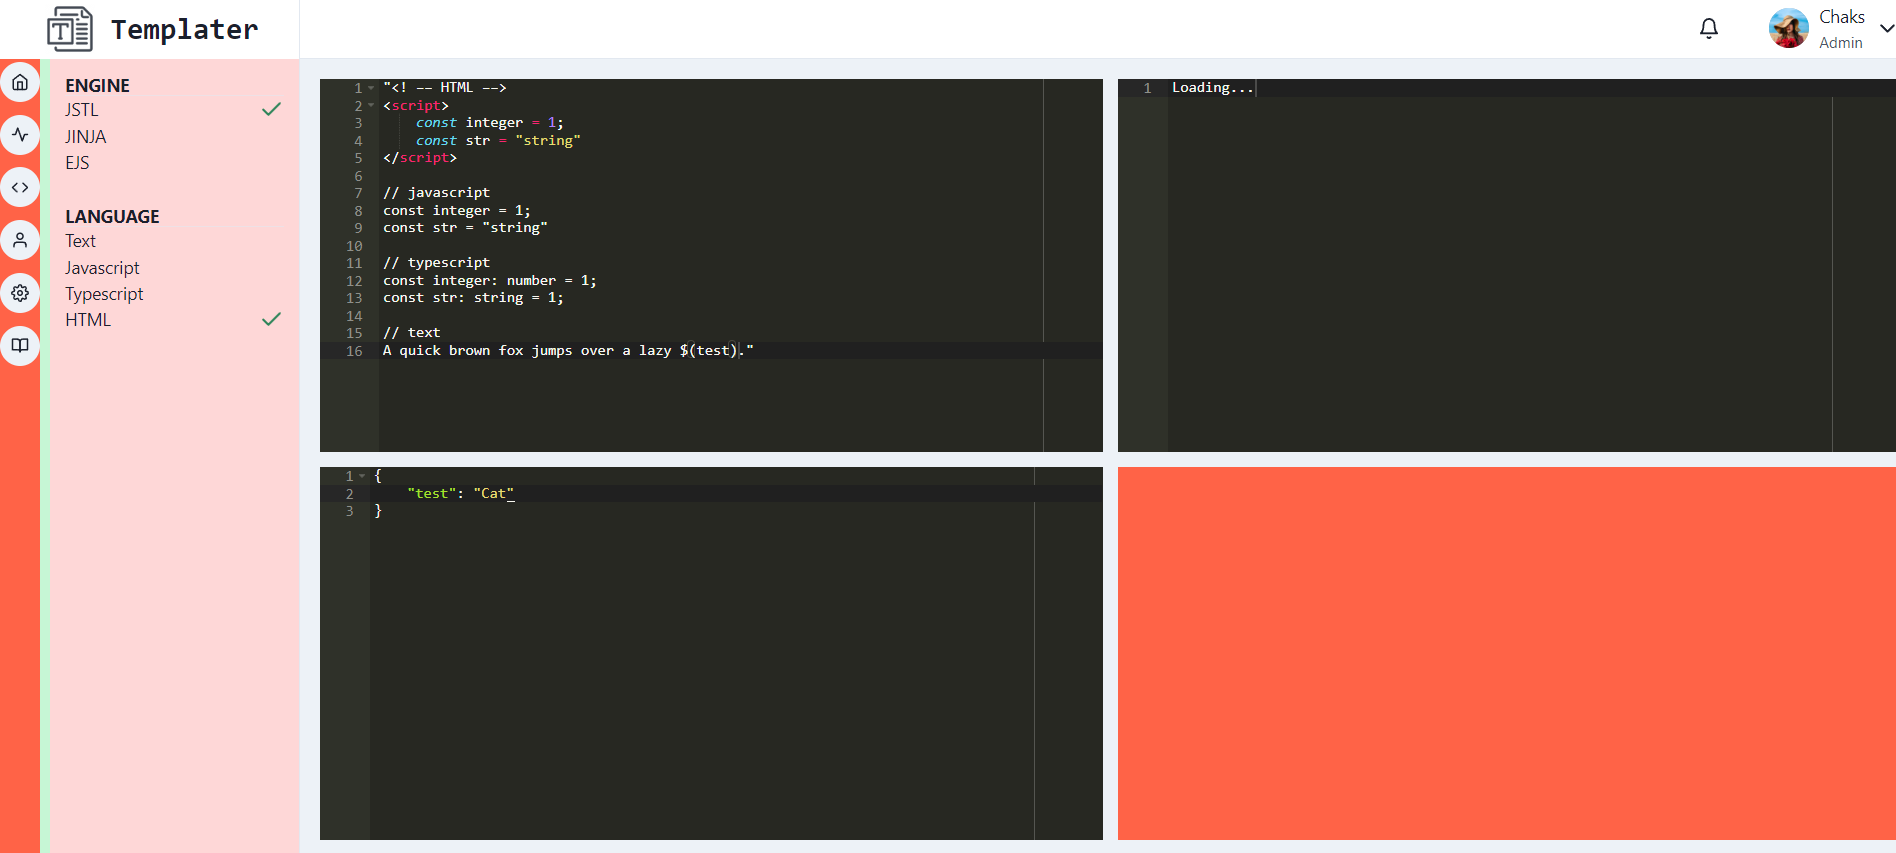 T
Templater
Chaks
Admin
ENGINE
JSTL
JINJA
EJS
LANGUAGE
Text
Javascript
Typescript
HTML
1 "<! -- HTML -->
2 <script>
3     const integer = 1;
4     const str = "string"
5 </script>
6
7 // javascript
8 const integer = 1;
9 const str = "string"
10
11 // typescript
12 const integer: number = 1;
13 const str: string = 1;
14
15 // text
16 A quick brown fox jumps over a lazy $(test)."
1 Loading...
1 {
2     "test": "Cat"
3 }